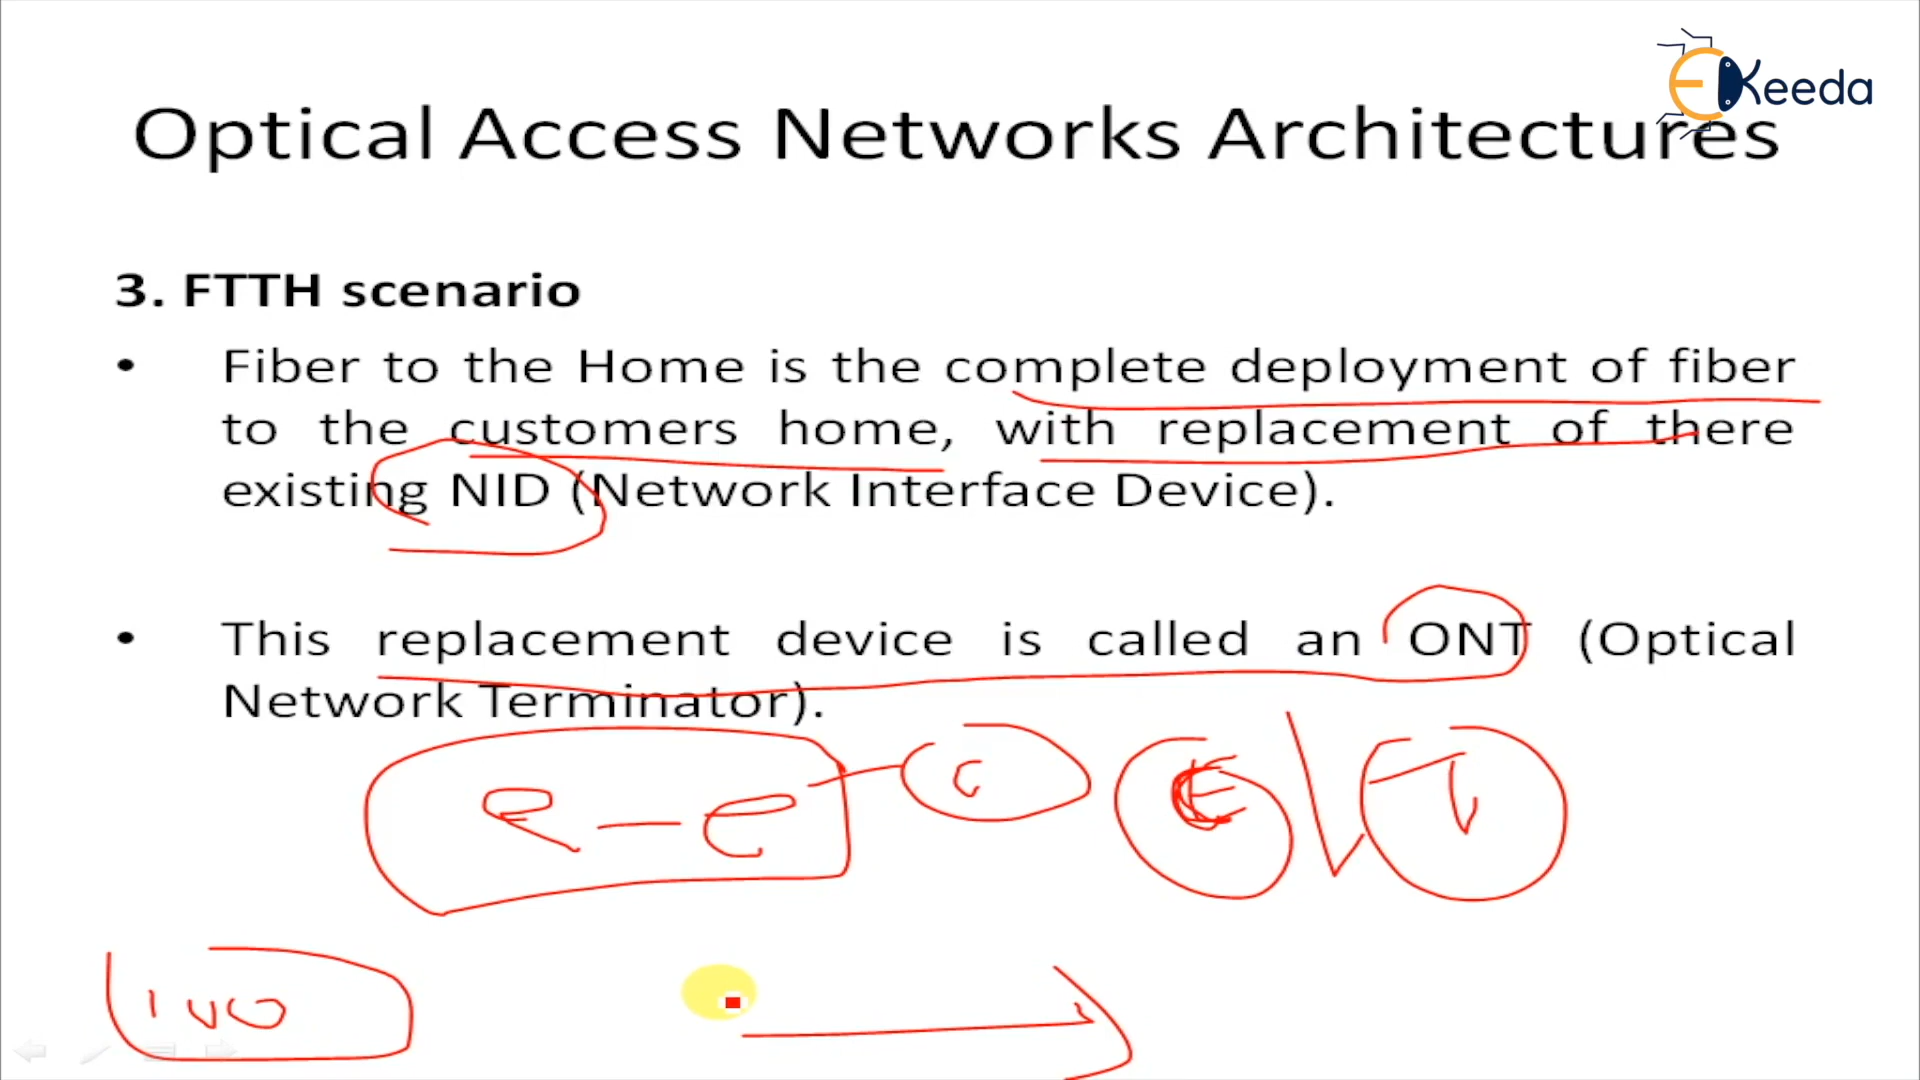 EKeeda
Optical Access Networks Architectures
3. FTTH scenario
• Fiber to the Home is the complete deployment of fiber
to the customers home, with replacement of there
existing NID (Network Interface Device).
• This replacement device is called an ONT (Optical
Network Terminator).